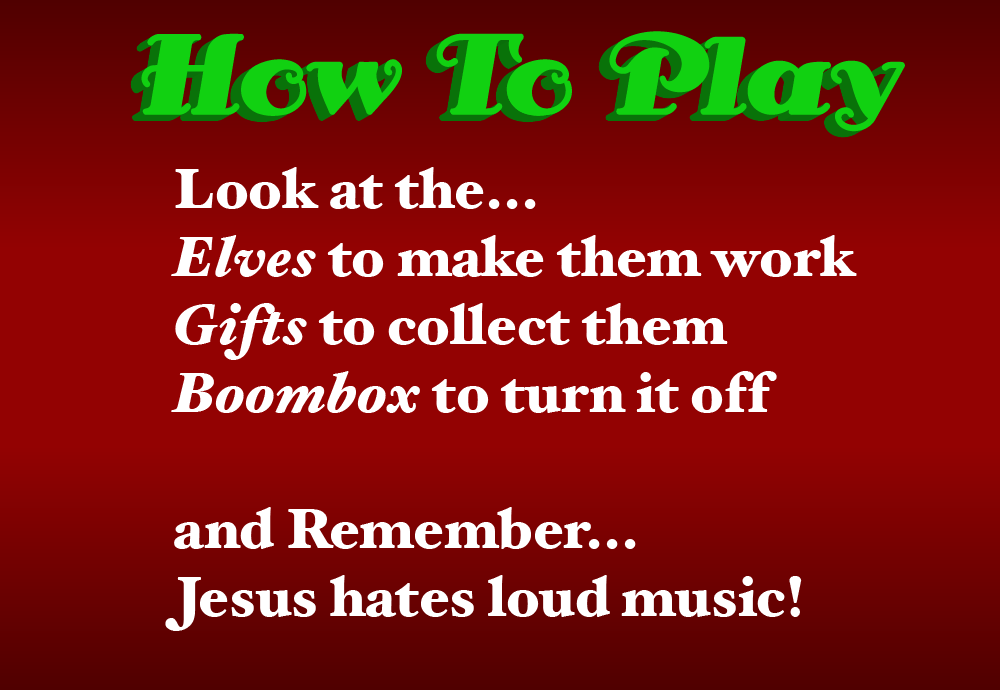 How To Play
Look at the...
Elves to make them work
Gifts to collect them
Boombox to turn it off
and Remember...
Jesus hates loud music!